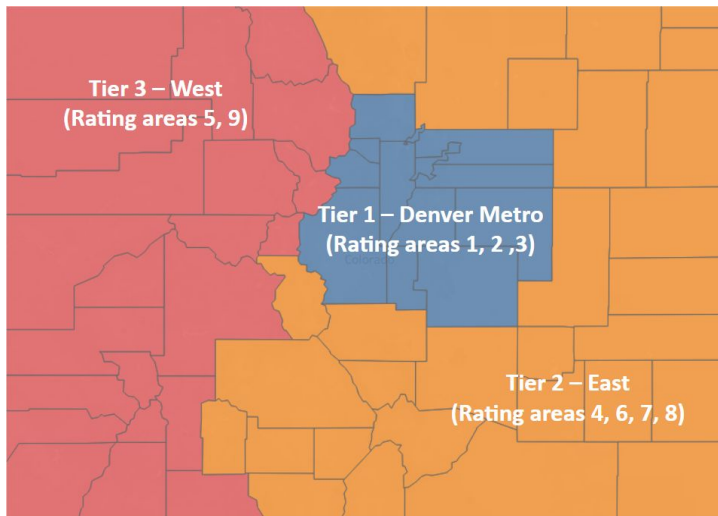 Tier 3 – West
(Rating areas 5, 9)
Tier 1 – Denver Metro
(Rating areas 1, 2 ,3)
Colorado
Tier 2 – East
(Rating areas 4, 6, 7, 8)